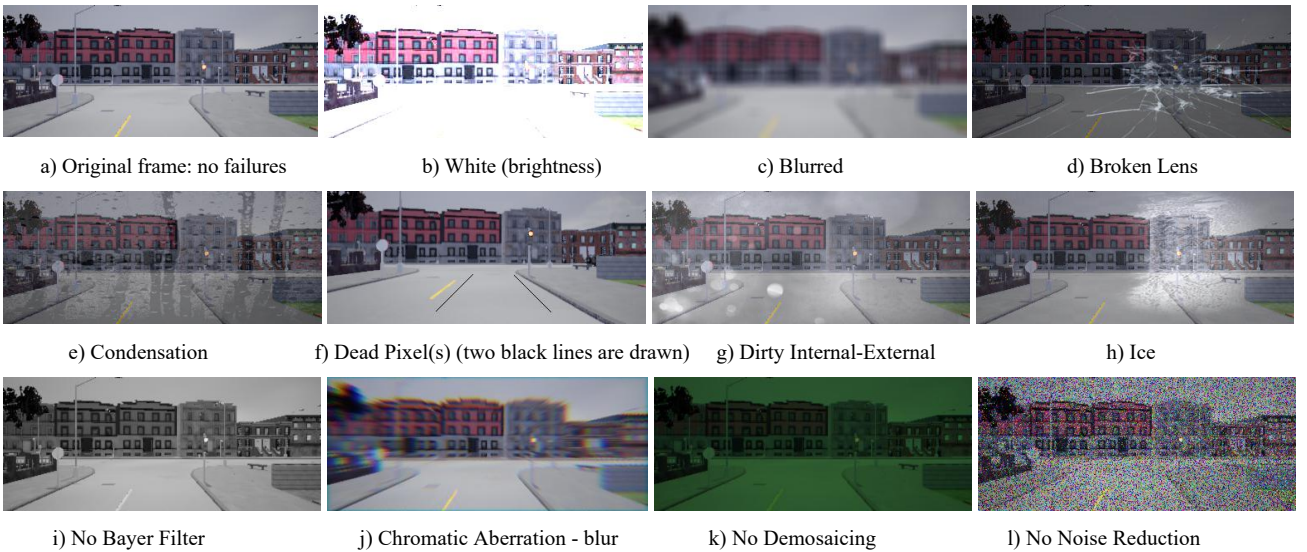 a) Original frame: no failures
b) White (brightness)
c) Blurred
d) Broken Lens
e) Condensation
f) Dead Pixel(s) (two black lines are drawn)
g) Dirty Internal-External
h) Ice
i) No Bayer Filter
j) Chromatic Aberration - blur
k) No Demosaicing
l) No Noise Reduction